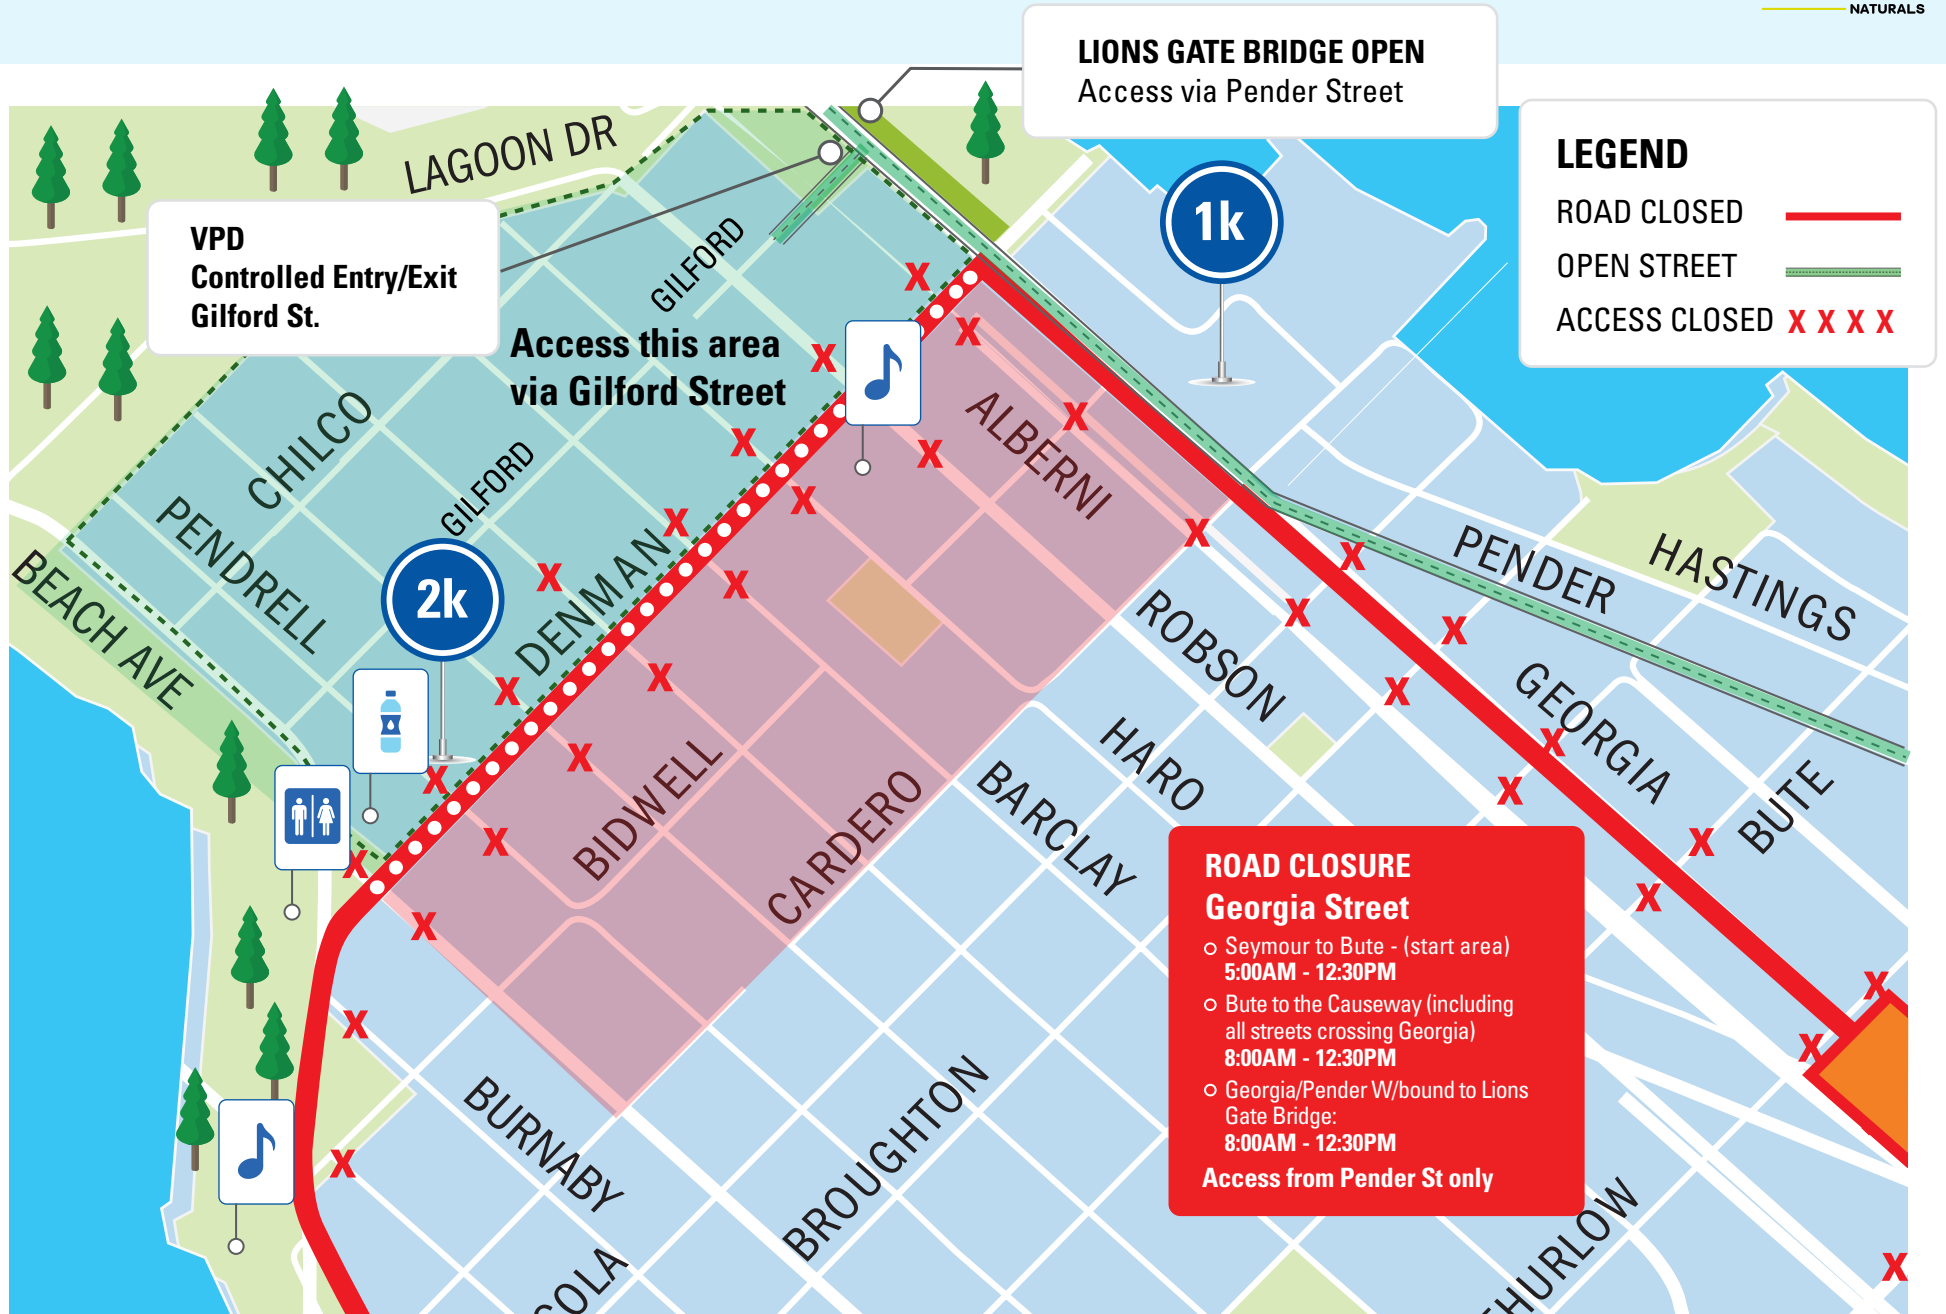 NATURALS
LIONS GATE BRIDGE OPEN
Access via Pender Street
LEGEND
ROAD CLOSED
OPEN STREET
ACCESS CLOSED X X X X
LAGOON DR
1k
VPD
Controlled Entry/Exit
Gilford St.
GILFORD
Access this area
via Gilford Street
CHILCO
GILFORD
ALBERNI
PENDRELL
BEACH AVE
2k
DENMAN
PENDER
HASTINGS
ROBSON
GEORGIA
HARO
BARCLAY
BUTE
BIDWELL
CARDERO
ROAD CLOSURE
Georgia Street
Seymour to Bute - (start area)
5:00AM - 12:30PM
Bute to the Causeway (including
all streets crossing Georgia)
8:00AM - 12:30PM
Georgia/Pender W/bound to Lions
Gate Bridge:
8:00AM - 12:30PM
Access from Pender St only
BURNABY
BROUGHTON